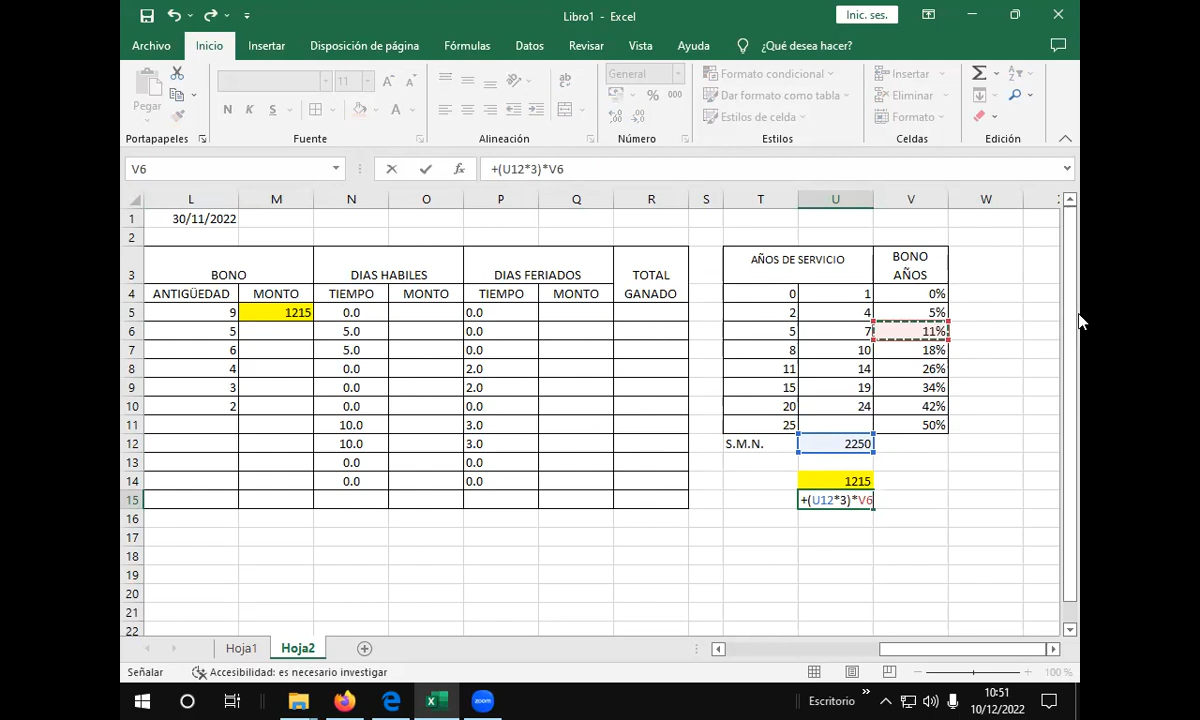 Libro1 - Excel
Inic. ses.
Archivo Inicio Insertar Disposición de página Fórmulas Datos Revisar Vista Ayuda ¿Qué desea hacer?
Pegar
N K S
11
A A
A
ab
General
% 000
Formato condicional
Dar formato como tabla
Estilos de celda
Insertar
Eliminar
Formato
Portapapeles Fuente Alineación Número Estilos Celdas Edición
V6 fx +(U12*3)*V6
L M N O P Q R S T U V W
1 30/11/2022
2
3 BONO DIAS HABILES DIAS FERIADOS TOTAL AÑOS DE SERVICIO BONO AÑOS
4 ANTIGÜEDAD MONTO TIEMPO MONTO TIEMPO MONTO GANADO 0 1 0%
5 9 1215 0.0 0.0 2 4 5%
6 5 5.0 0.0 5 7 11%
7 6 5.0 0.0 8 10 18%
8 4 0.0 2.0 11 14 26%
9 3 0.0 2.0 15 19 34%
10 2 0.0 0.0 20 24 42%
11 10.0 3.0 25 50%
12 10.0 3.0 S.M.N. 2250
13 0.0 0.0
14 0.0 0.0 1215
15 +(U12*3)*V6
16
17
18
19
20
21
22
Hoja1 Hoja2
Señalar Accesibilidad: es necesario investigar 100 %
zoom
Escritorio
10:51
10/12/2022